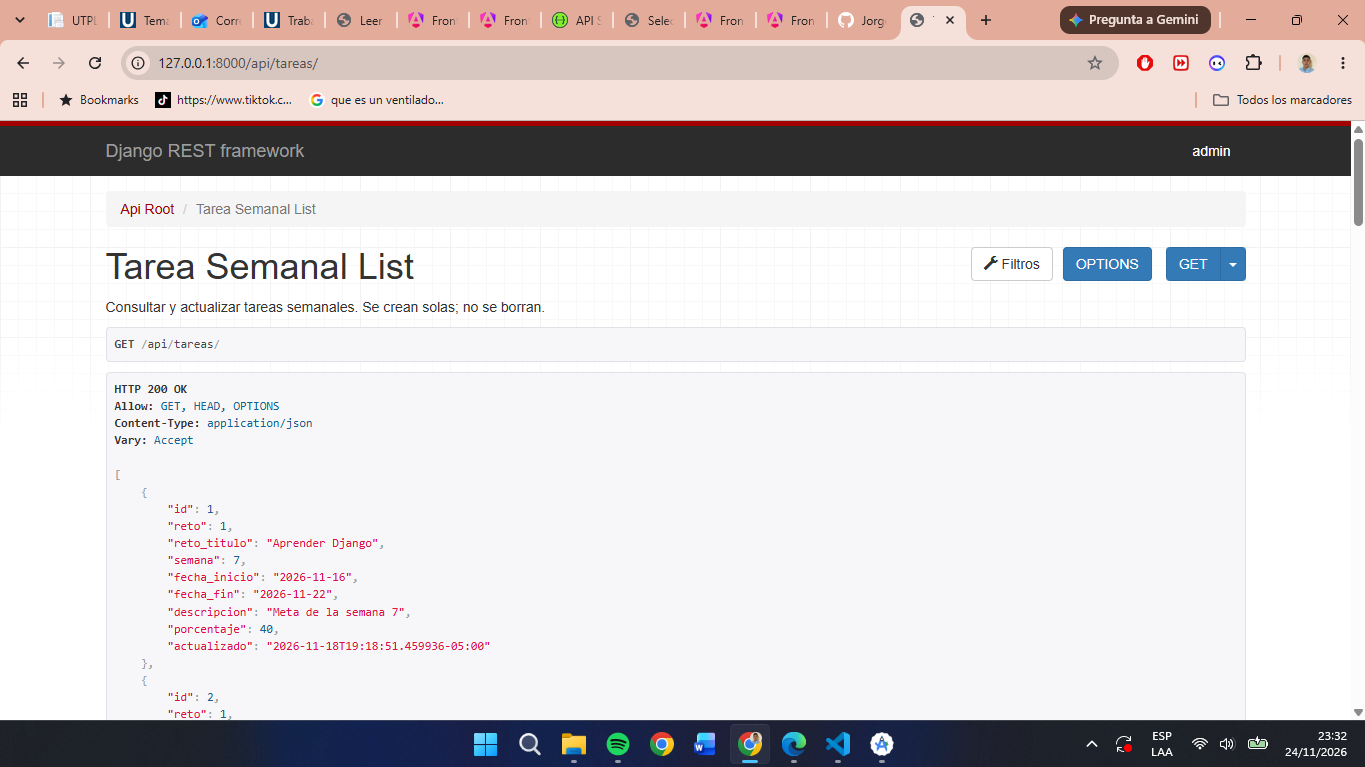 UTPL
Tema
Corre
Traba
Leer
Fron
Fron
API S
Selec
Fron
Fron
Jorge
Pregunta a Gemini
127.0.0.1:8000/api/tareas/
Bookmarks
https://www.tiktok.c...
que es un ventilado...
Todos los marcadores
Django REST framework
admin
Api Root / Tarea Semanal List
Tarea Semanal List
Filtros
OPTIONS
GET
Consultar y actualizar tareas semanales. Se crean solas; no se borran.
GET /api/tareas/
HTTP 200 OK
Allow: GET, HEAD, OPTIONS
Content-Type: application/json
Vary: Accept
[
{
"id": 1,
"reto": 1,
"reto_titulo": "Aprender Django",
"semana": 7,
"fecha_inicio": "2026-11-16",
"fecha_fin": "2026-11-22",
"descripcion": "Meta de la semana 7",
"porcentaje": 40,
"actualizado": "2026-11-18T19:18:51.459936-05:00"
},
{
"id": 2,
"reto": 1,
ESP
LAA
23:32
24/11/2026